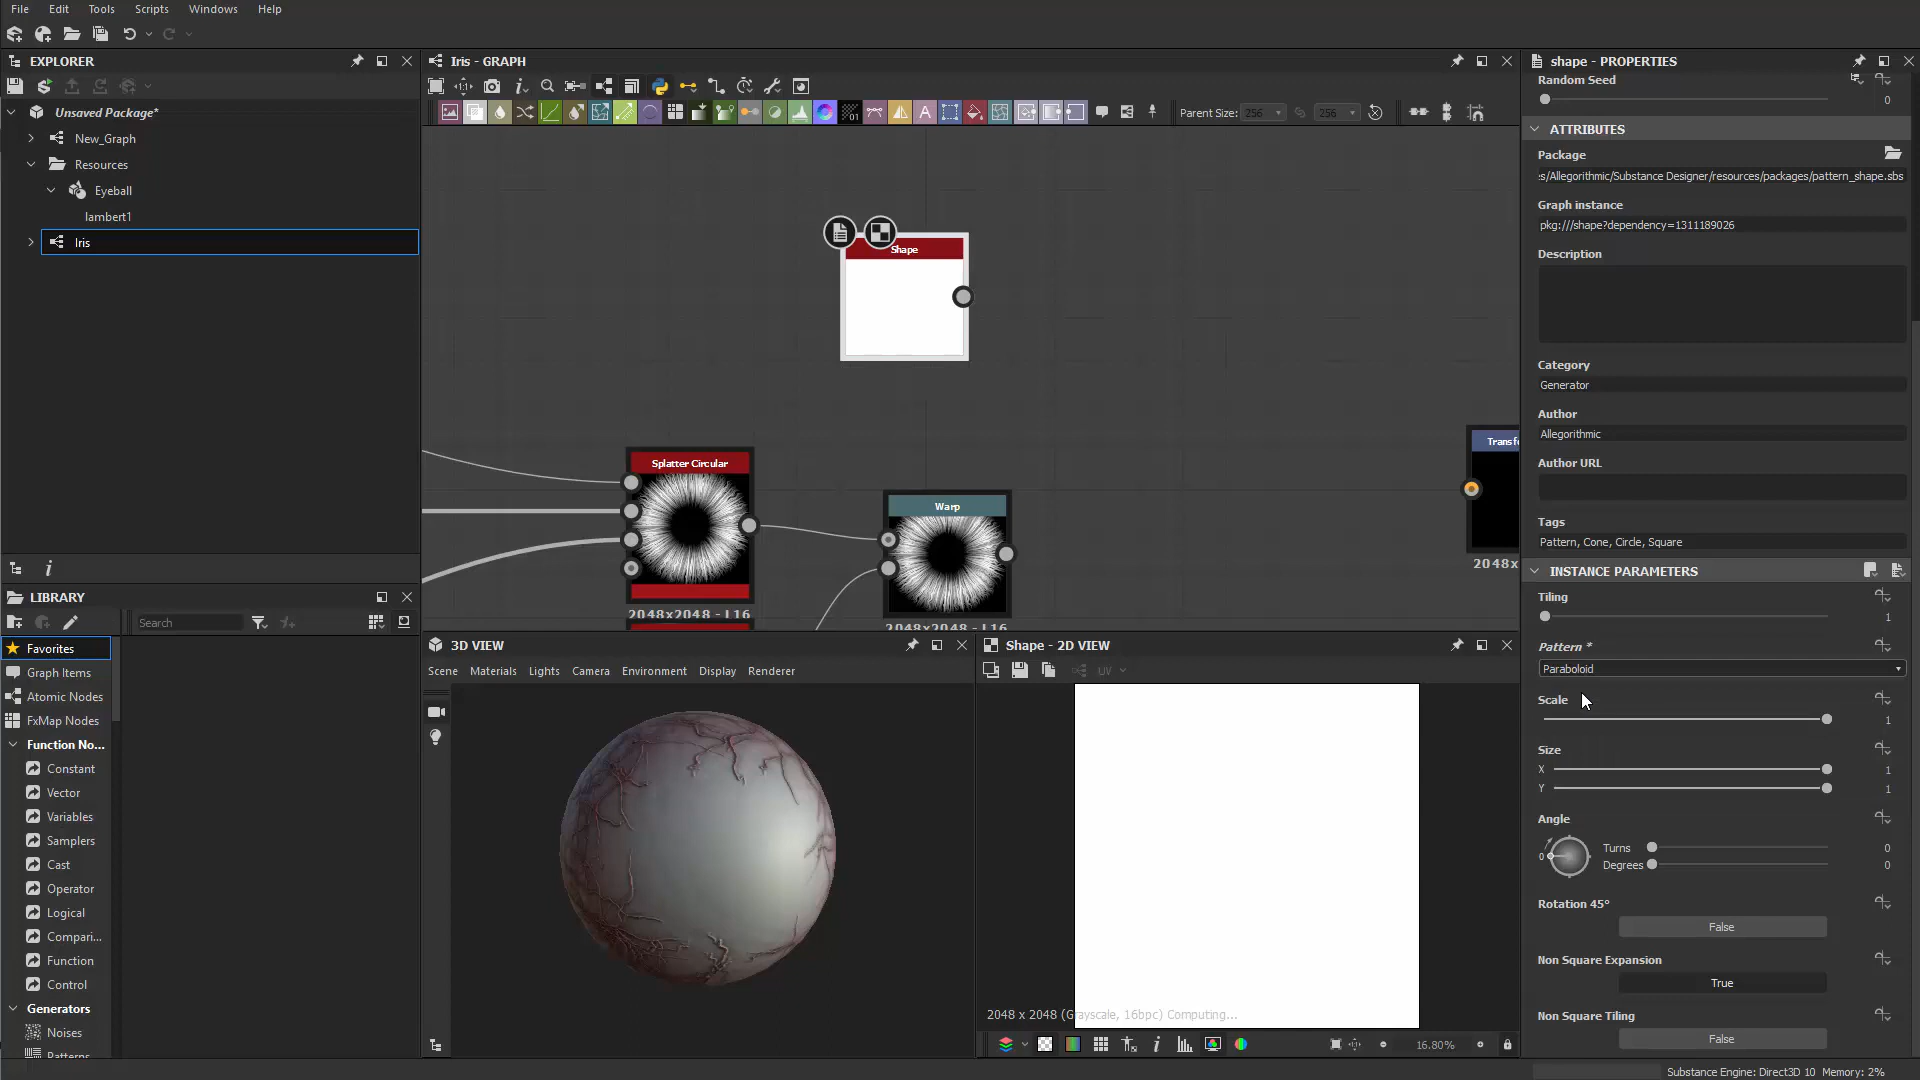 File Edit Tools Scripts Windows Help
EXPLORER
Unsaved Package*
New_Graph
Resources
Eyeball
lambert1
Iris
LIBRARY
Search
Favorites
Graph Items
Atomic Nodes
FxMap Nodes
Function No...
Constant
Vector
Variables
Samplers
Cast
Operator
Logical
Compari...
Function
Control
Generators
Noises
Patterns
Iris - GRAPH
Parent Size: 256 256
Shape
Splatter Circular
2048x2048 - L16
Warp
2048x2048 - L16
Transfo
2048x
3D VIEW
Scene Materials Lights Camera Environment Display Renderer
Shape - 2D VIEW
UV
2048 x 2048 (Grayscale, 16bpc) Computing...
16.80%
shape - PROPERTIES
Random Seed
0
ATTRIBUTES
Package
s/Allegorithmic/Substance Designer/resources/packages/pattern_shape.sbs
Graph instance
pkg:///shape?dependency=1311189026
Description
Category
Generator
Author
Allegorithmic
Author URL
Tags
Pattern, Cone, Circle, Square
INSTANCE PARAMETERS
Tiling
1
Pattern *
Paraboloid
Scale
1
Size
X 1
Y 1
Angle
0 Turns 0
Degrees 0
Rotation 45°
False
Non Square Expansion
True
Non Square Tiling
False
Substance Engine: Direct3D 10 Memory: 2%